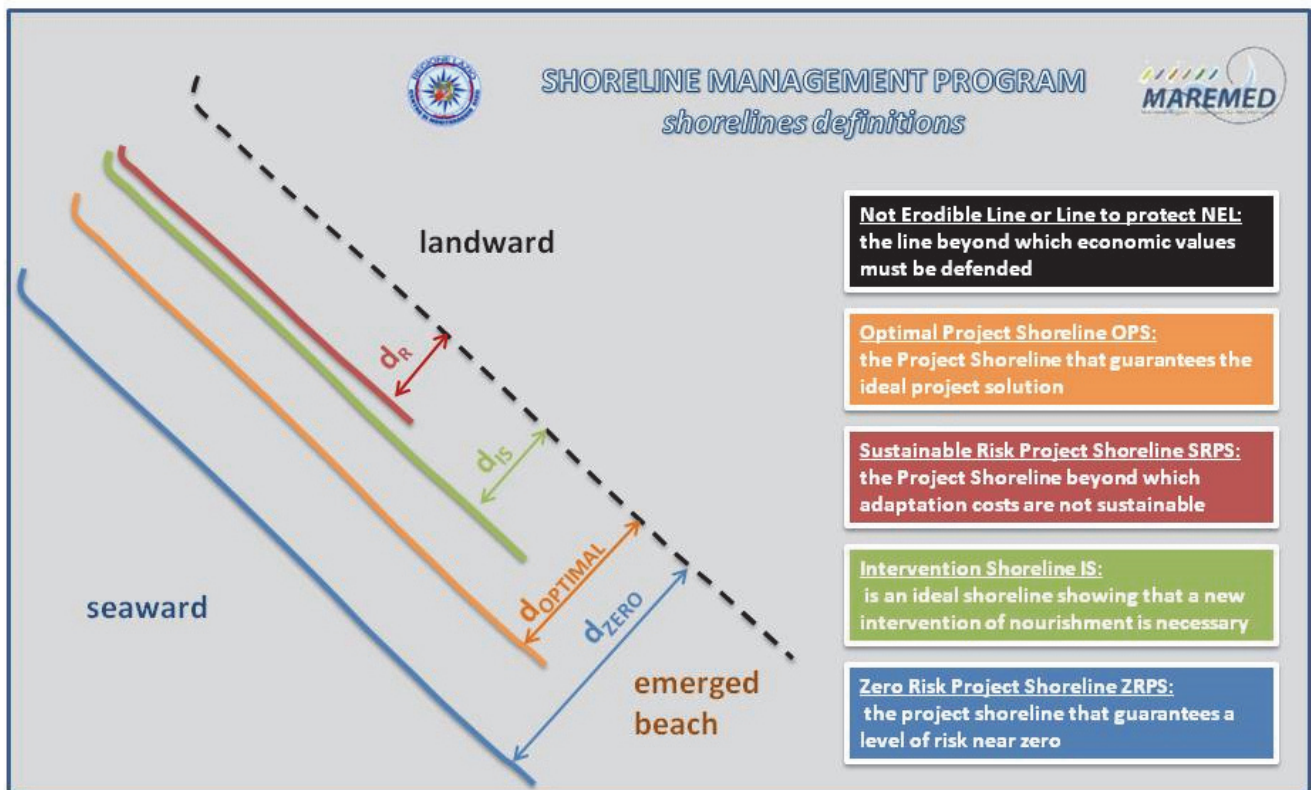 SHORELINE MANAGEMENT PROGRAM
shorelines definitions
REGIONE LAZIO
MAREMED
landward
seaward
emerged
beach
dR
dIS
dOPTIMAL
dZERO
Not Erodible Line or Line to protect NEL:
the line beyond which economic values
must be defended
Optimal Project Shoreline OPS:
the Project Shoreline that guarantees the
ideal project solution
Sustainable Risk Project Shoreline SRPS:
the Project Shoreline beyond which
adaptation costs are not sustainable
Intervention Shoreline IS:
is an ideal shoreline showing that a new
intervention of nourishment is necessary
Zero Risk Project Shoreline ZRPS:
the project shoreline that guarantees a
level of risk near zero